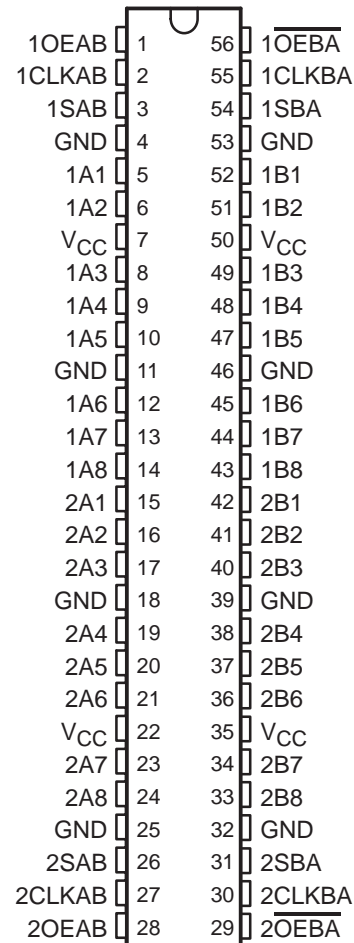 1OEAB 1 56 1OEBA
1CLKAB 2 55 1CLKBA
1SAB 3 54 1SBA
GND 4 53 GND
1A1 5 52 1B1
1A2 6 51 1B2
VCC 7 50 VCC
1A3 8 49 1B3
1A4 9 48 1B4
1A5 10 47 1B5
GND 11 46 GND
1A6 12 45 1B6
1A7 13 44 1B7
1A8 14 43 1B8
2A1 15 42 2B1
2A2 16 41 2B2
2A3 17 40 2B3
GND 18 39 GND
2A4 19 38 2B4
2A5 20 37 2B5
2A6 21 36 2B6
VCC 22 35 VCC
2A7 23 34 2B7
2A8 24 33 2B8
GND 25 32 GND
2SAB 26 31 2SBA
2CLKAB 27 30 2CLKBA
2OEAB 28 29 2OEBA